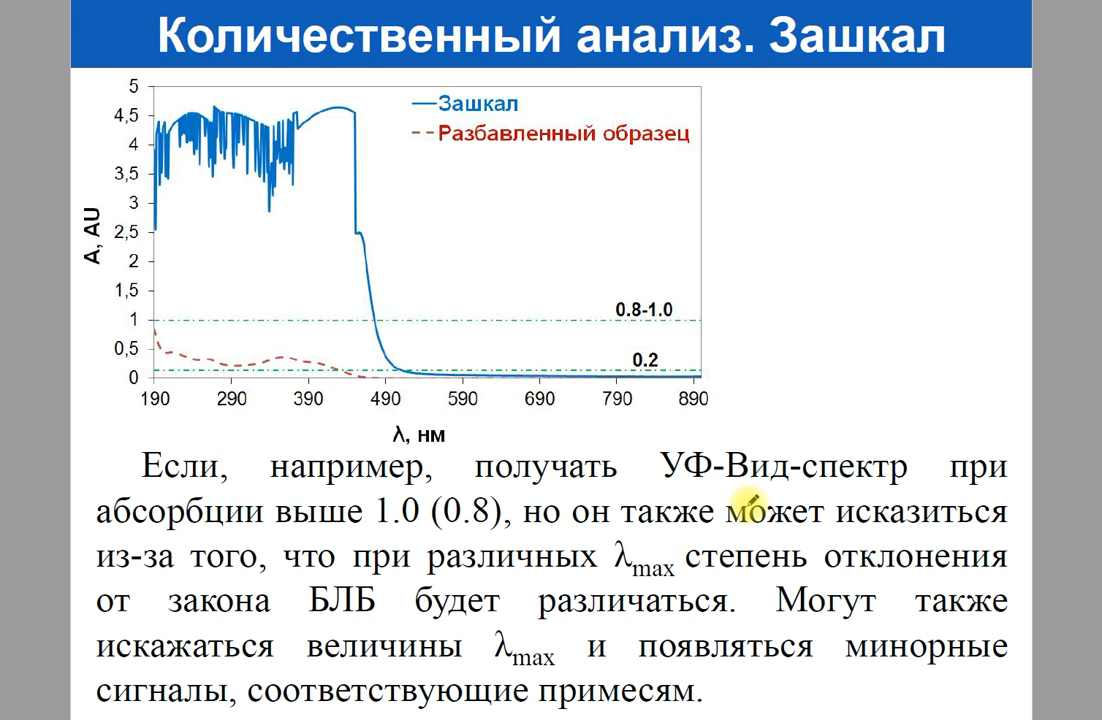 Количественный анализ. Зашкал
5
4,5
4
3,5
3
2,5
2
1,5
1
0,5
0
A, AU
Зашкал
Разбавленный образец
0.8-1.0
0.2
190 290 390 490 590 690 790 890
λ, нм
Если, например, получать УФ-Вид-спектр при
абсорбции выше 1.0 (0.8), но он также может исказиться
из-за того, что при различных λmax степень отклонения
от закона БЛБ будет различаться. Могут также
искажаться величины λmax и появляться минорные
сигналы, соответствующие примесям.